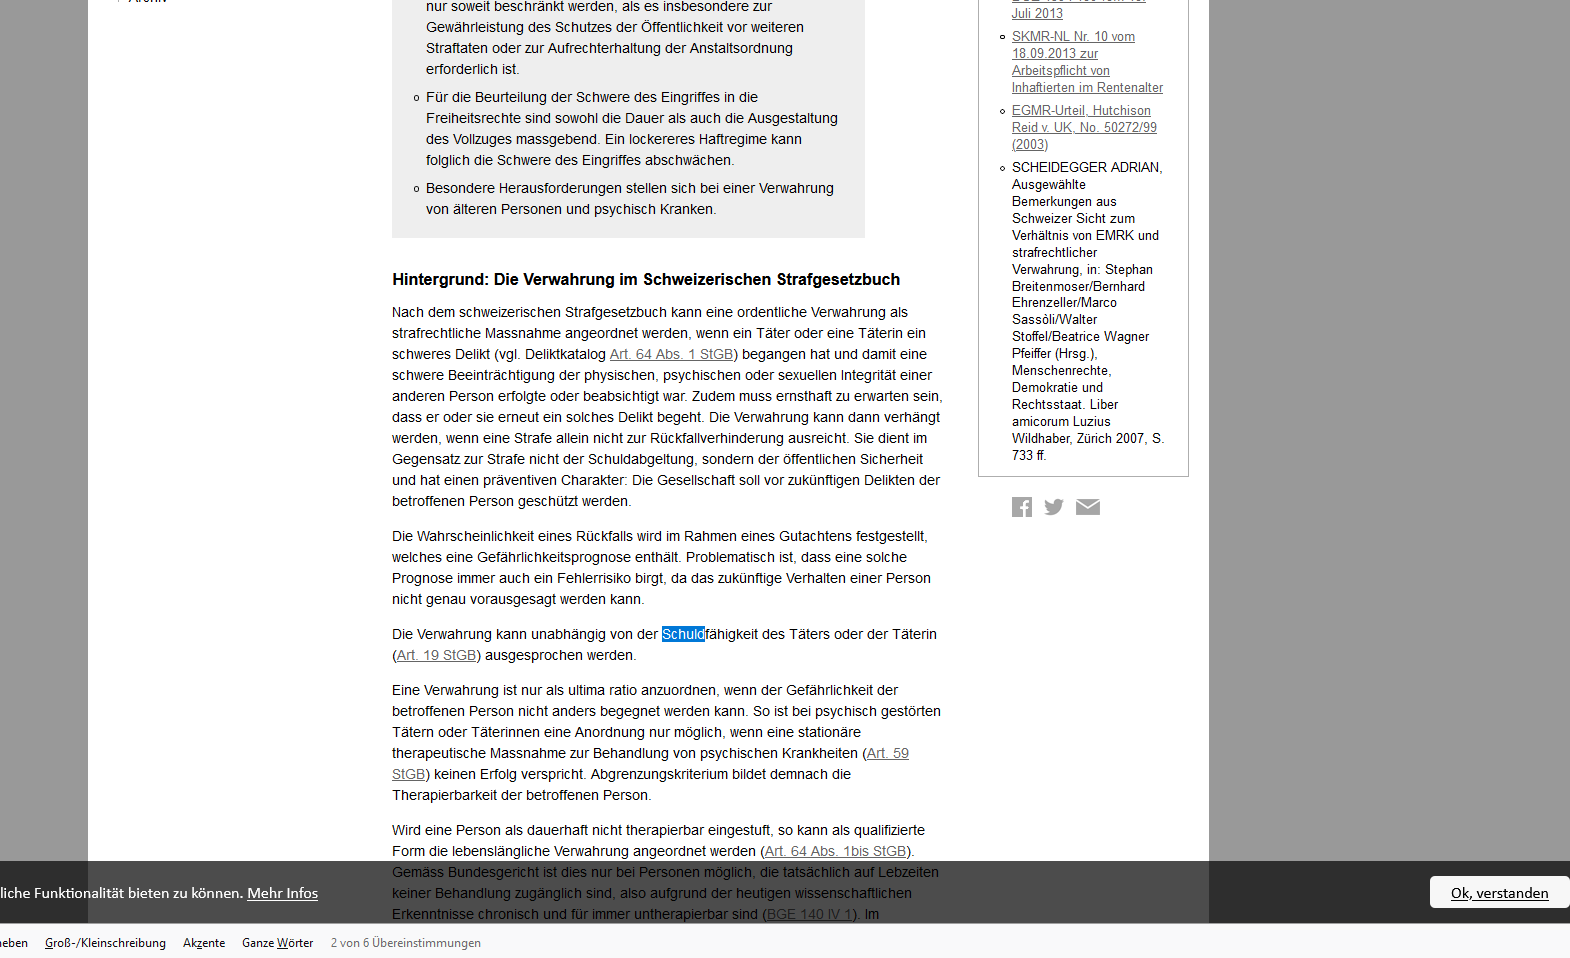 nur soweit beschränkt werden, als es insbesondere zur
Gewährleistung des Schutzes der Öffentlichkeit vor weiteren
Straftaten oder zur Aufrechterhaltung der Anstaltsordnung
erforderlich ist.
Für die Beurteilung der Schwere des Eingriffes in die
Freiheitsrechte sind sowohl die Dauer als auch die Ausgestaltung
des Vollzuges massgebend. Ein lockereres Haftregime kann
folglich die Schwere des Eingriffes abschwächen.
Besondere Herausforderungen stellen sich bei einer Verwahrung
von älteren Personen und psychisch Kranken.
Hintergrund: Die Verwahrung im Schweizerischen Strafgesetzbuch
Nach dem schweizerischen Strafgesetzbuch kann eine ordentliche Verwahrung als
strafrechtliche Massnahme angeordnet werden, wenn ein Täter oder eine Täterin ein
schweres Delikt (vgl. Deliktkatalog Art. 64 Abs. 1 StGB) begangen hat und damit eine
schwere Beeinträchtigung der physischen, psychischen oder sexuellen Integrität einer
anderen Person erfolgte oder beabsichtigt war. Zudem muss ernsthaft zu erwarten sein,
dass er oder sie erneut ein solches Delikt begeht. Die Verwahrung kann dann verhängt
werden, wenn eine Strafe allein nicht zur Rückfallverhinderung ausreicht. Sie dient im
Gegensatz zur Strafe nicht der Schuldabgeltung, sondern der öffentlichen Sicherheit
und hat einen präventiven Charakter: Die Gesellschaft soll vor zukünftigen Delikten der
betroffenen Person geschützt werden.
Die Wahrscheinlichkeit eines Rückfalls wird im Rahmen eines Gutachtens festgestellt,
welches eine Gefährlichkeitsprognose enthält. Problematisch ist, dass eine solche
Prognose immer auch ein Fehlerrisiko birgt, da das zukünftige Verhalten einer Person
nicht genau vorausgesagt werden kann.
Die Verwahrung kann unabhängig von der Schuldfähigkeit des Täters oder der Täterin
(Art. 19 StGB) ausgesprochen werden.
Eine Verwahrung ist nur als ultima ratio anzuordnen, wenn der Gefährlichkeit der
betroffenen Person nicht anders begegnet werden kann. So ist bei psychisch gestörten
Tätern oder Täterinnen eine Anordnung nur möglich, wenn eine stationäre
therapeutische Massnahme zur Behandlung von psychischen Krankheiten (Art. 59
StGB) keinen Erfolg verspricht. Abgrenzungskriterium bildet demnach die
Therapierbarkeit der betroffenen Person.
Wird eine Person als dauerhaft nicht therapierbar eingestuft, so kann als qualifizierte
Form die lebenslängliche Verwahrung angeordnet werden (Art. 64 Abs. 1bis StGB).
Gemäss Bundesgericht ist dies nur bei Personen möglich, die tatsächlich auf Lebzeiten
keiner Behandlung zugänglich sind, also aufgrund der heutigen wissenschaftlichen
Erkenntnisse chronisch und für immer untherapierbar sind (BGE 140 IV 1). Im
Juli 2013
SKMR-NL Nr. 10 vom
18.09.2013 zur
Arbeitspflicht von
Inhaftierten im Rentenalter
EGMR-Urteil, Hutchison
Reid v. UK, No. 50272/99
(2003)
SCHEIDEGGER ADRIAN,
Ausgewählte
Bemerkungen aus
Schweizer Sicht zum
Verhältnis von EMRK und
strafrechtlicher
Verwahrung, in: Stephan
Breitenmoser/Bernhard
Ehrenzeller/Marco
Sassòli/Walter
Stoffel/Beatrice Wagner
Pfeiffer (Hrsg.),
Menschenrechte,
Demokratie und
Rechtsstaat. Liber
amicorum Luzius
Wildhaber, Zürich 2007, S.
733 ff.
liche Funktionalität bieten zu können. Mehr Infos
Ok, verstanden
eben Groß-/Kleinschreibung Akzente Ganze Wörter 2 von 6 Übereinstimmungen